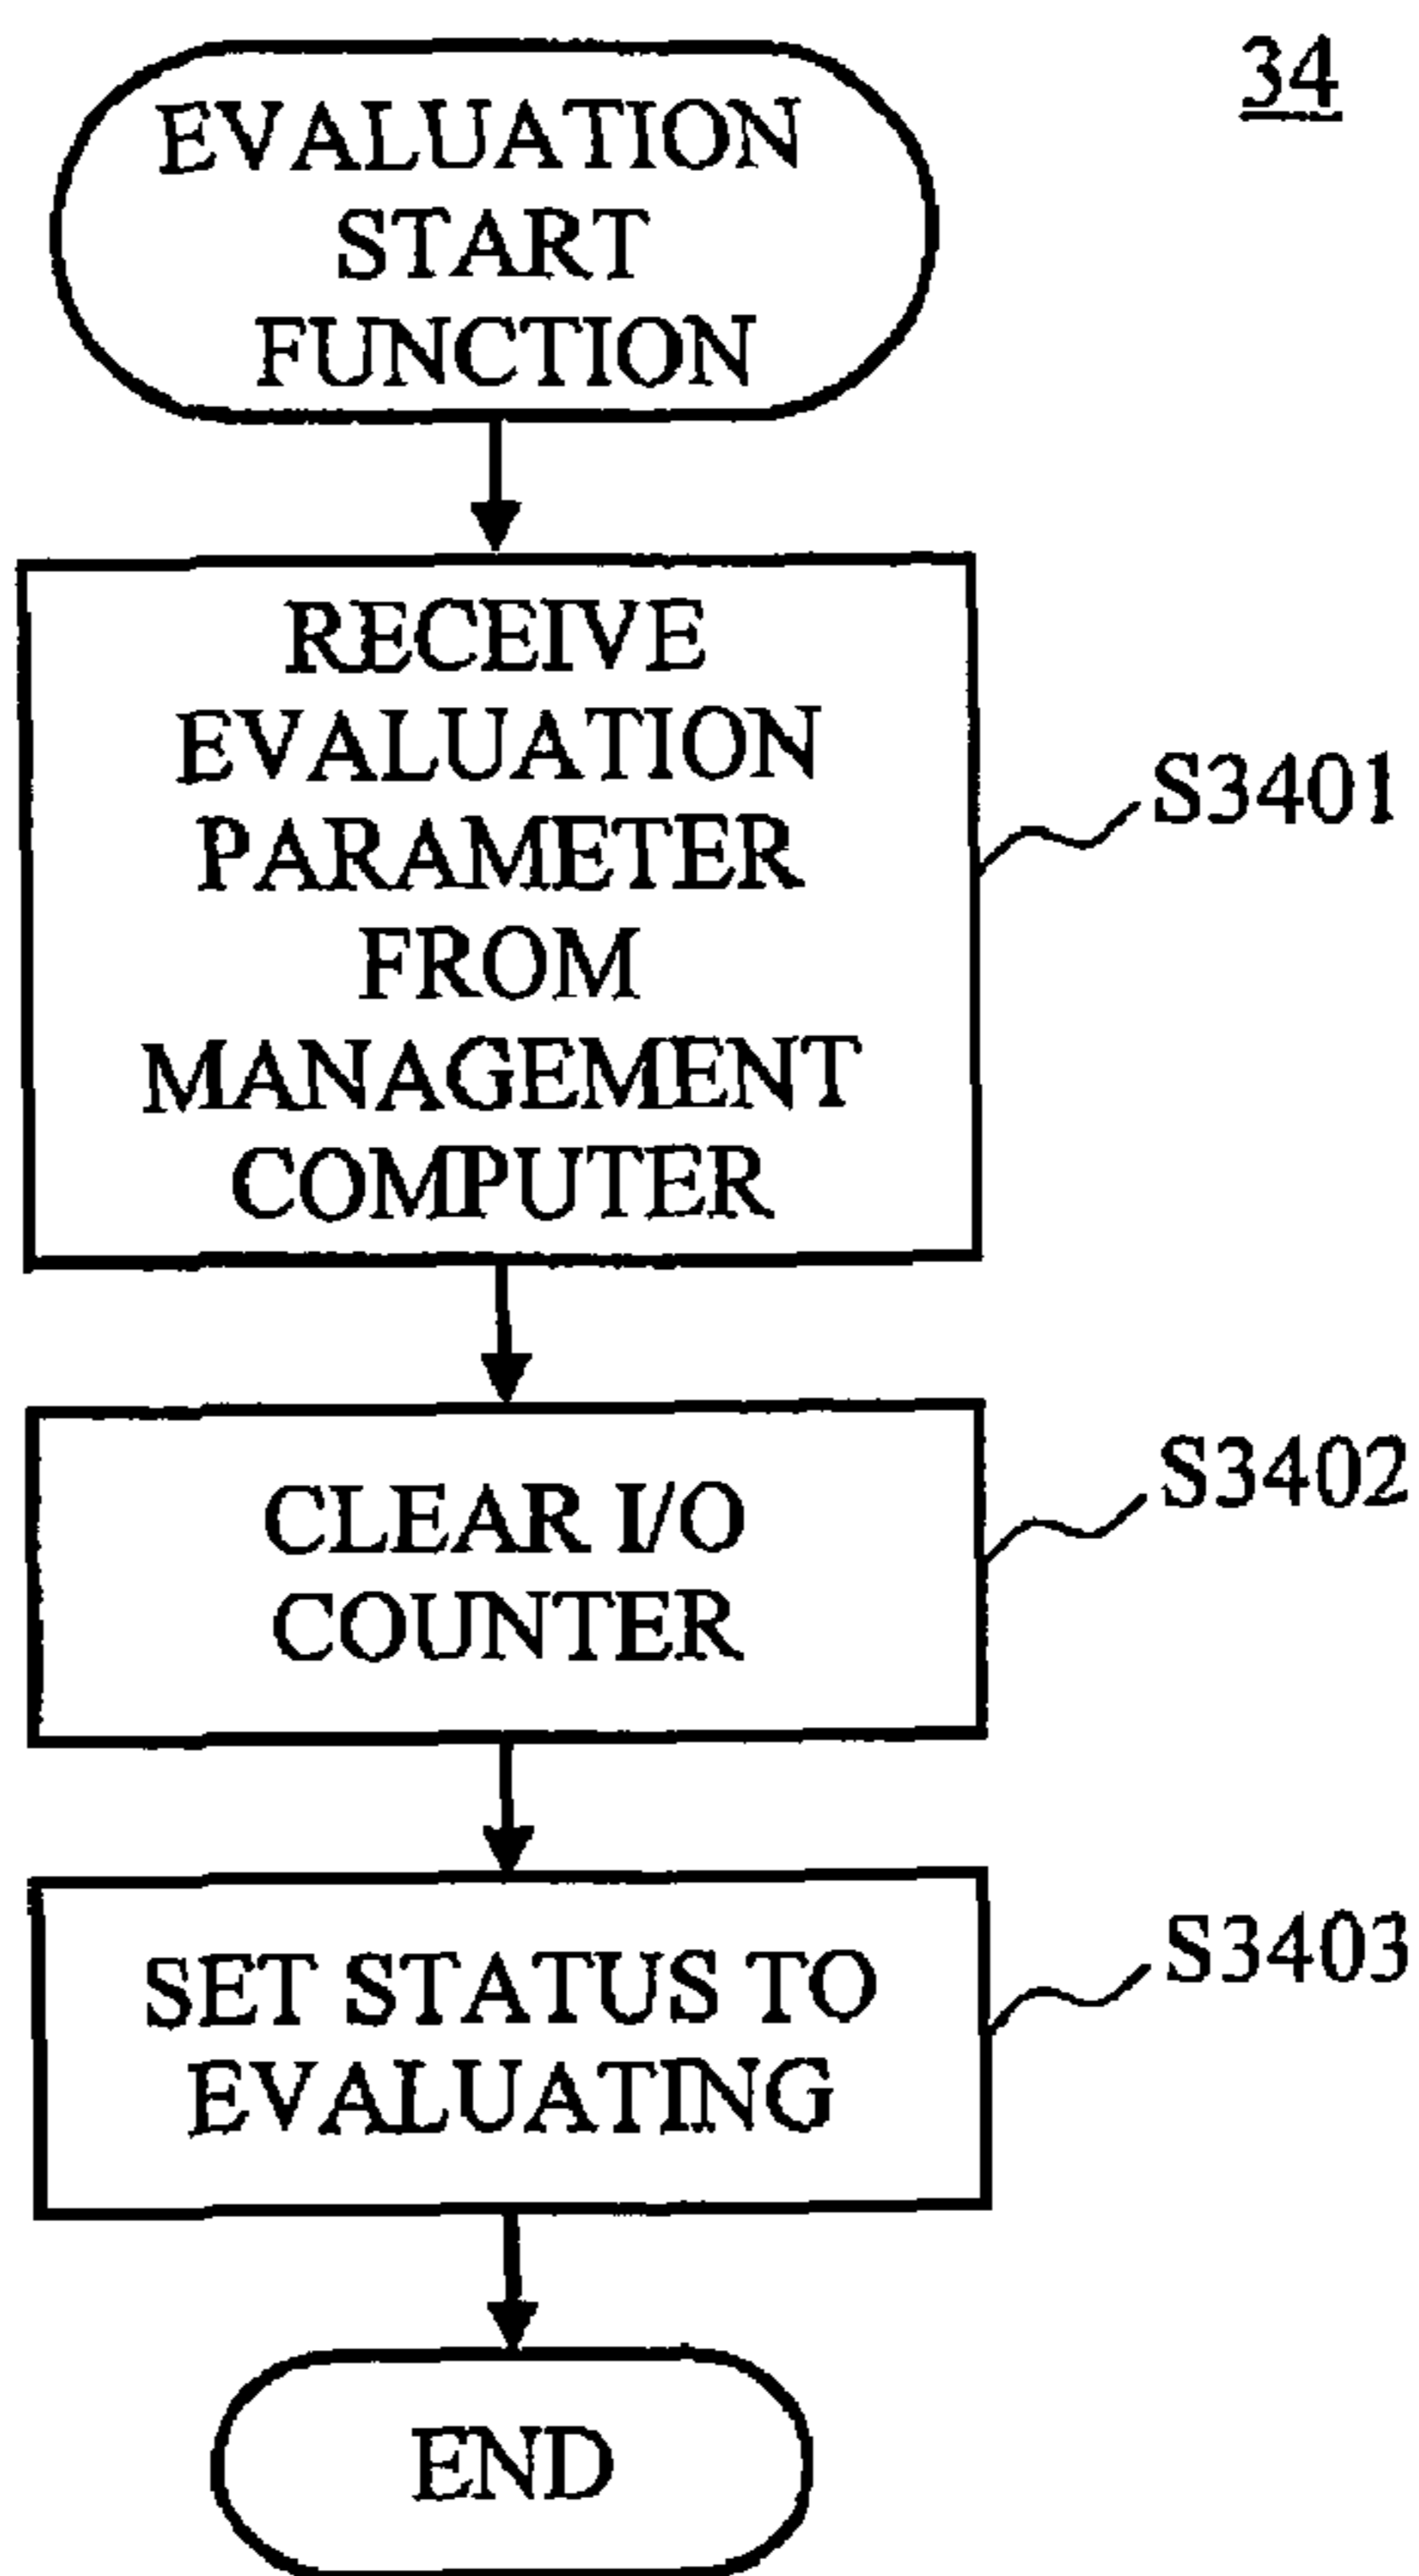 34
EVALUATION
START
FUNCTION
RECEIVE
EVALUATION
PARAMETER
FROM
MANAGEMENT
COMPUTER
S3401
CLEAR I/O
COUNTER
S3402
SET STATUS TO
EVALUATING
S3403
END